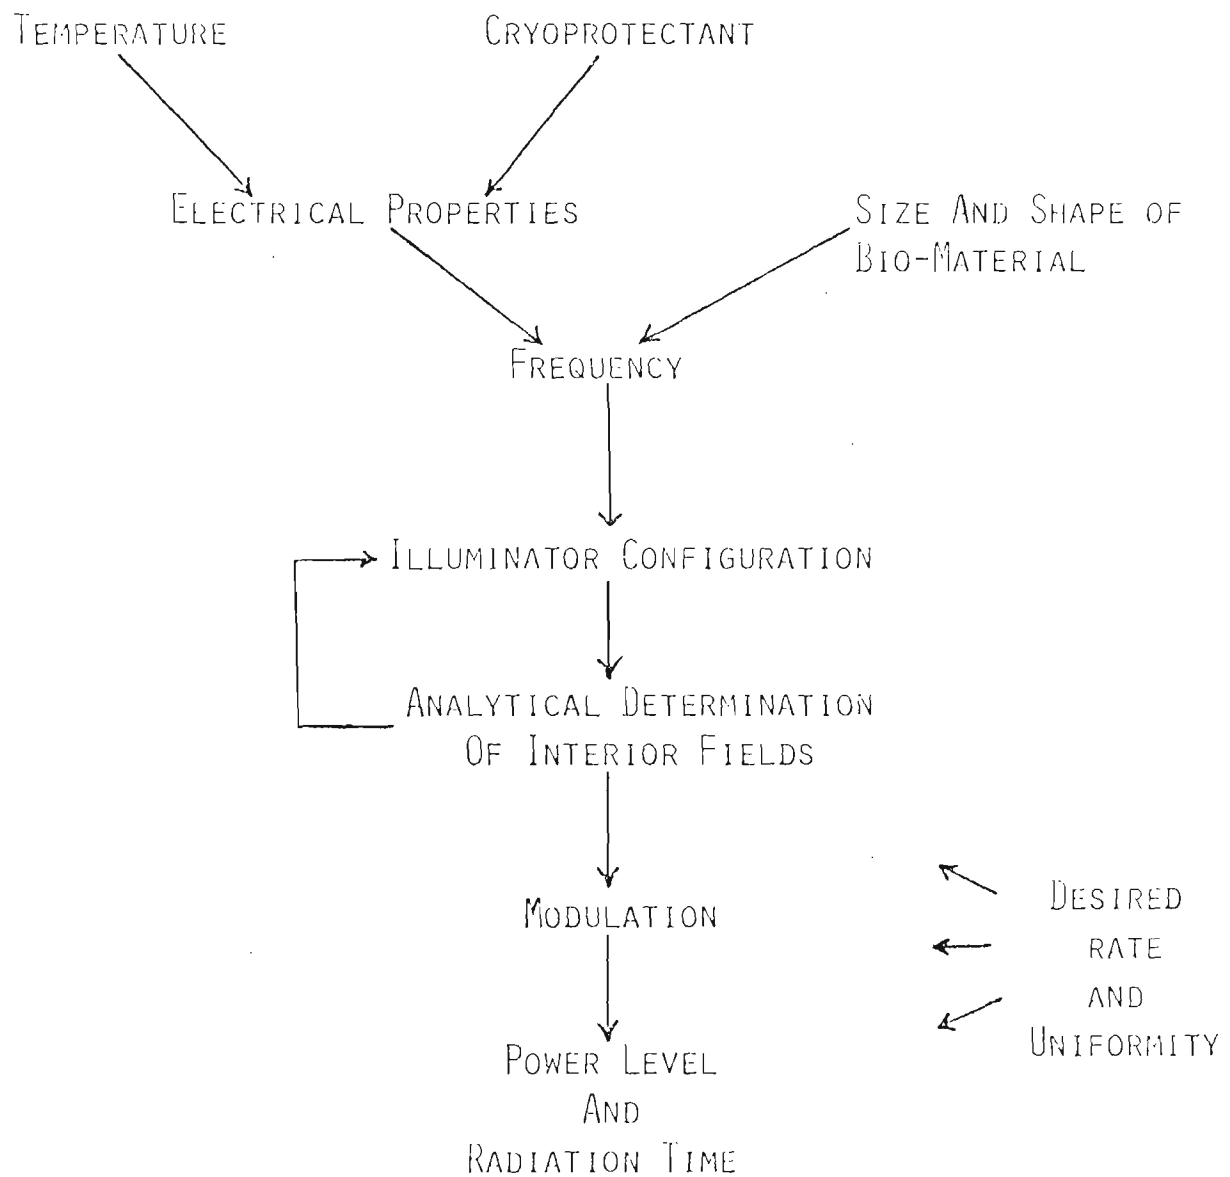 TEMPERATURE
CRYOPROTECTANT
ELECTRICAL PROPERTIES
SIZE AND SHAPE OF
BIO-MATERIAL
FREQUENCY
ILLUMINATOR CONFIGURATION
ANALYTICAL DETERMINATION
OF INTERIOR FIELDS
MODULATION
DESIRED
RATE
AND
UNIFORMITY
POWER LEVEL
AND
RADIATION TIME